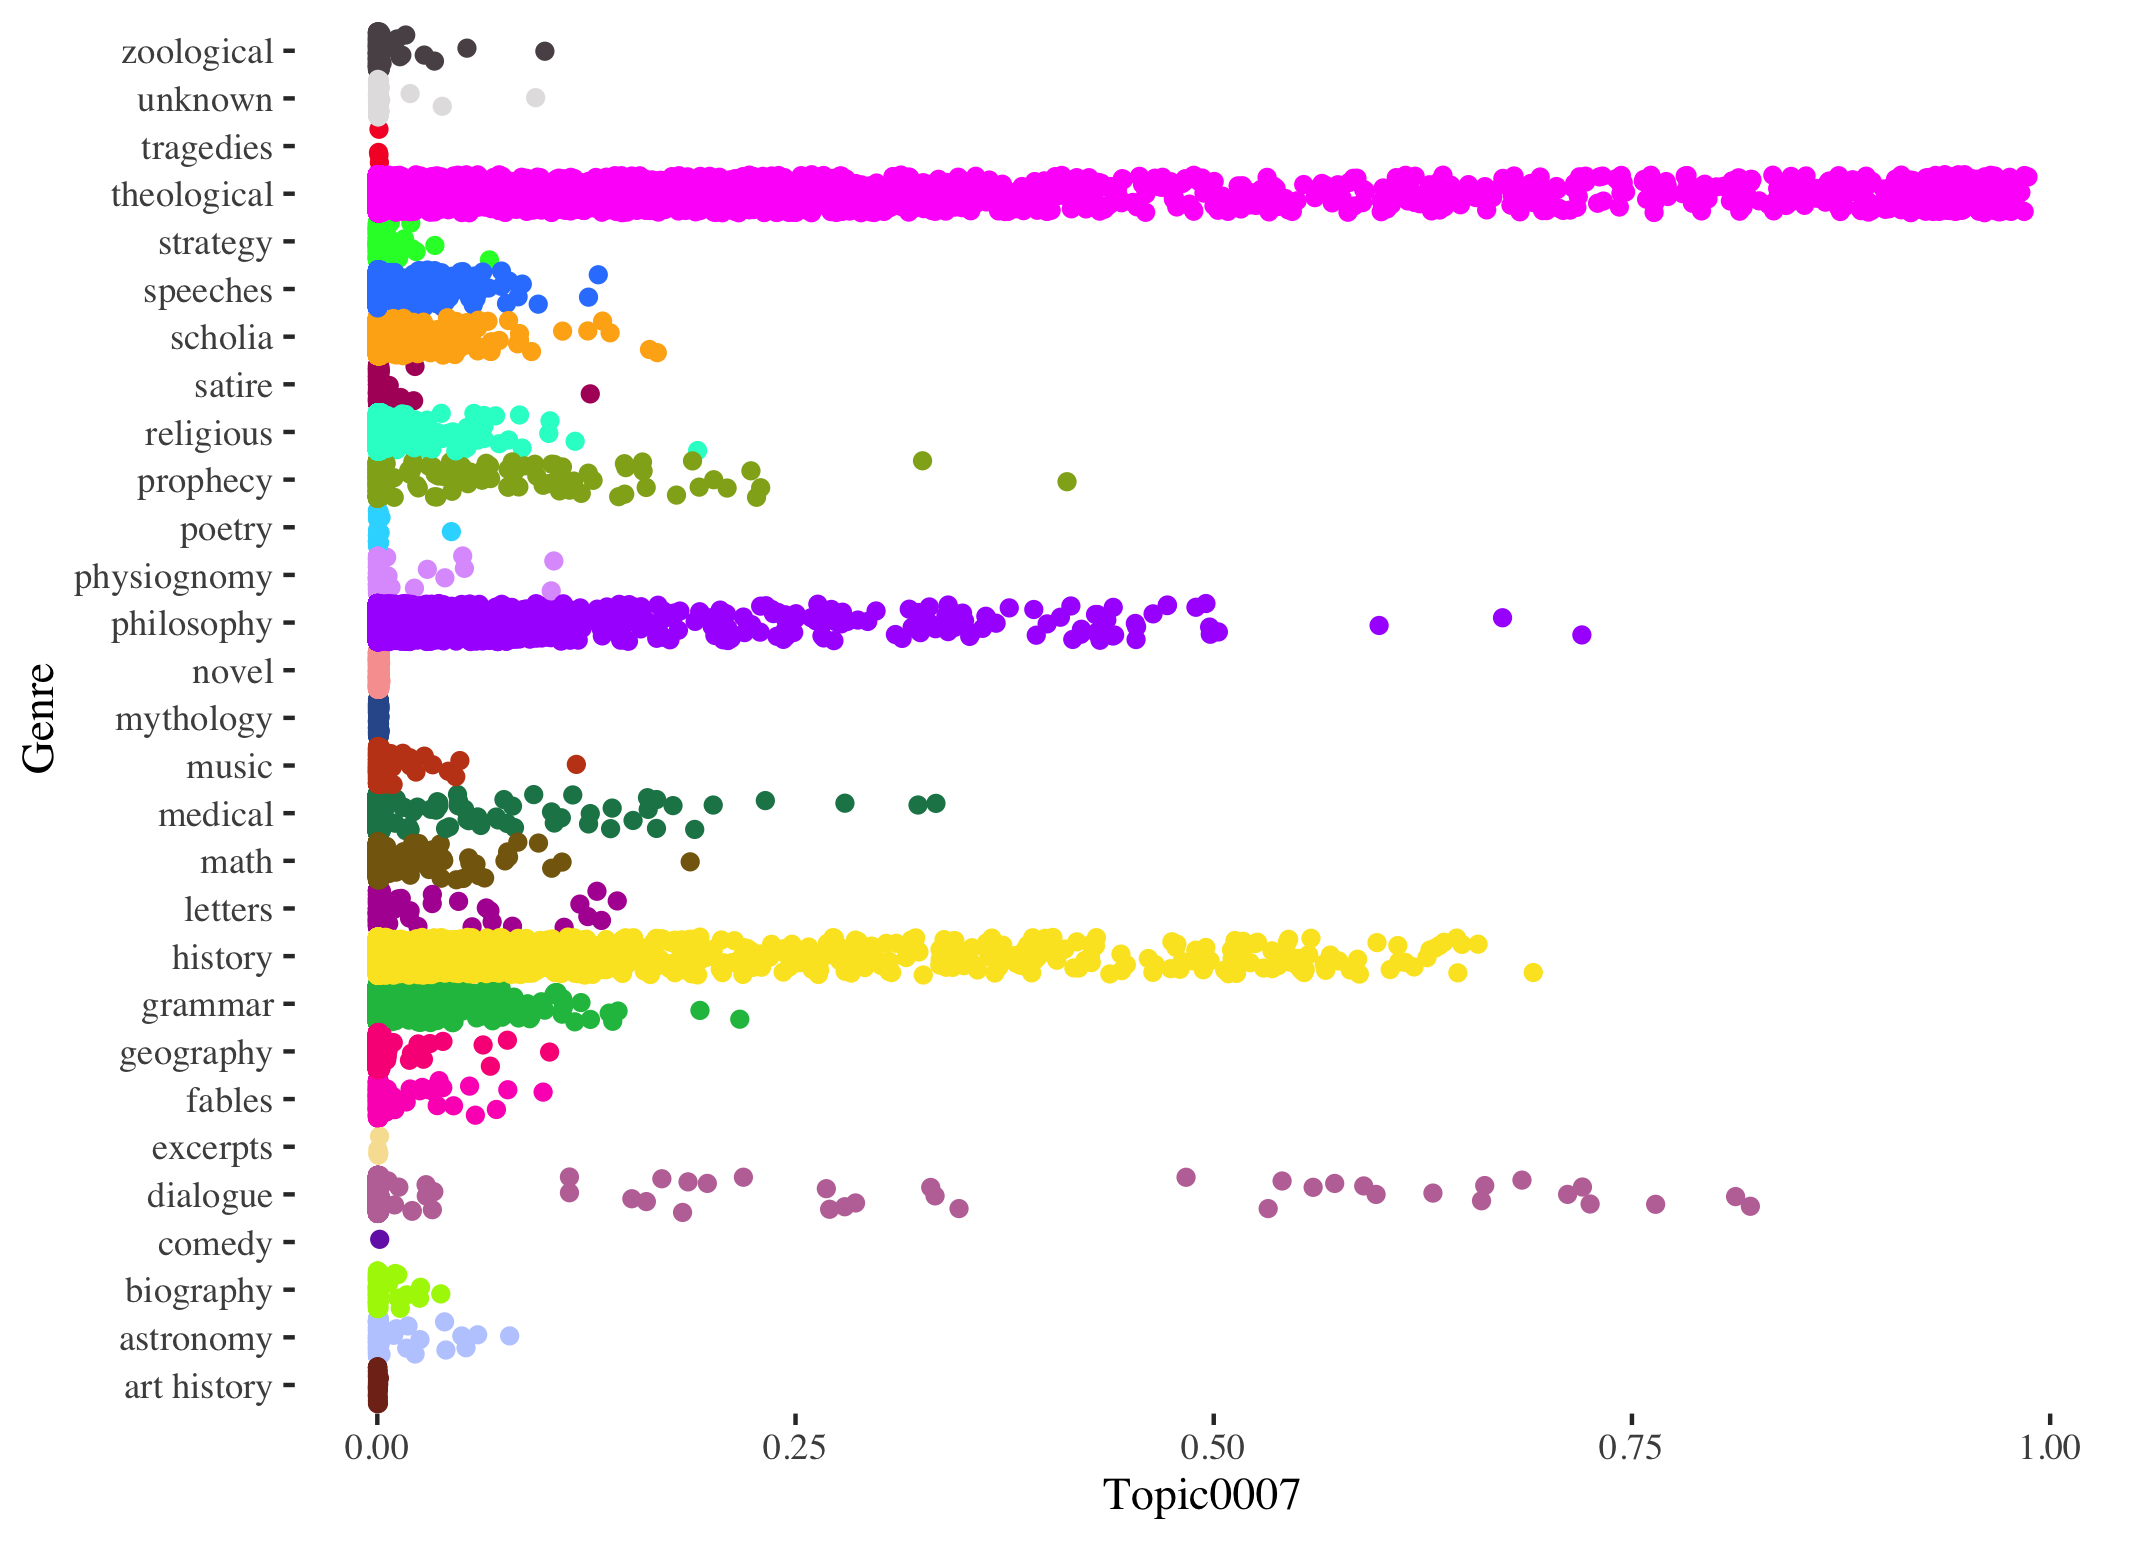 zoological
unknown
tragedies
theological
strategy
speeches
scholia
satire
religious
prophecy
poetry
physiognomy
philosophy
novel
mythology
music
medical
math
letters
history
grammar
geography
fables
excerpts
dialogue
comedy
biography
astronomy
art history
Genre
0.00 0.25 0.50 0.75 1.00
Topic0007